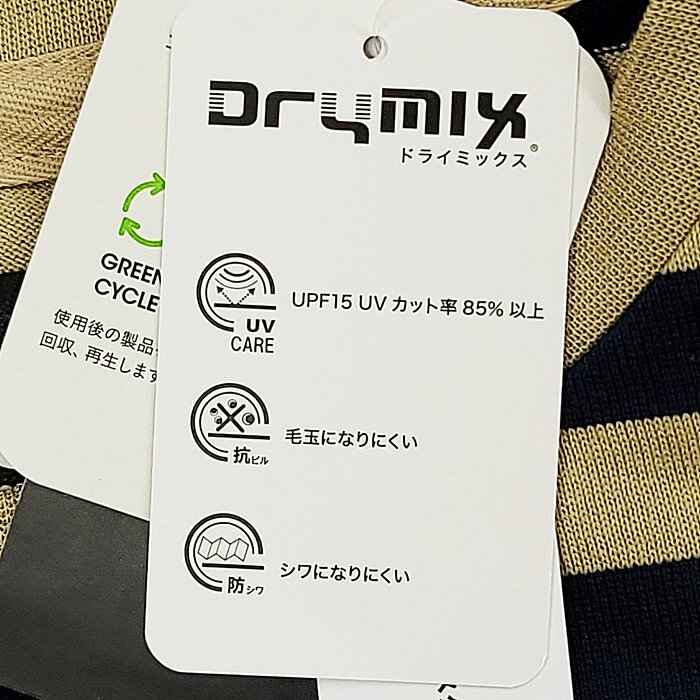 DryMIX®
ドライミックス
UV
CARE
UPF15 UV カット率 85% 以上
抗ピル
毛玉になりにくい
防シワ
シワになりにくい
GREEN
CYCLE
使用後の製品
回収、再生します